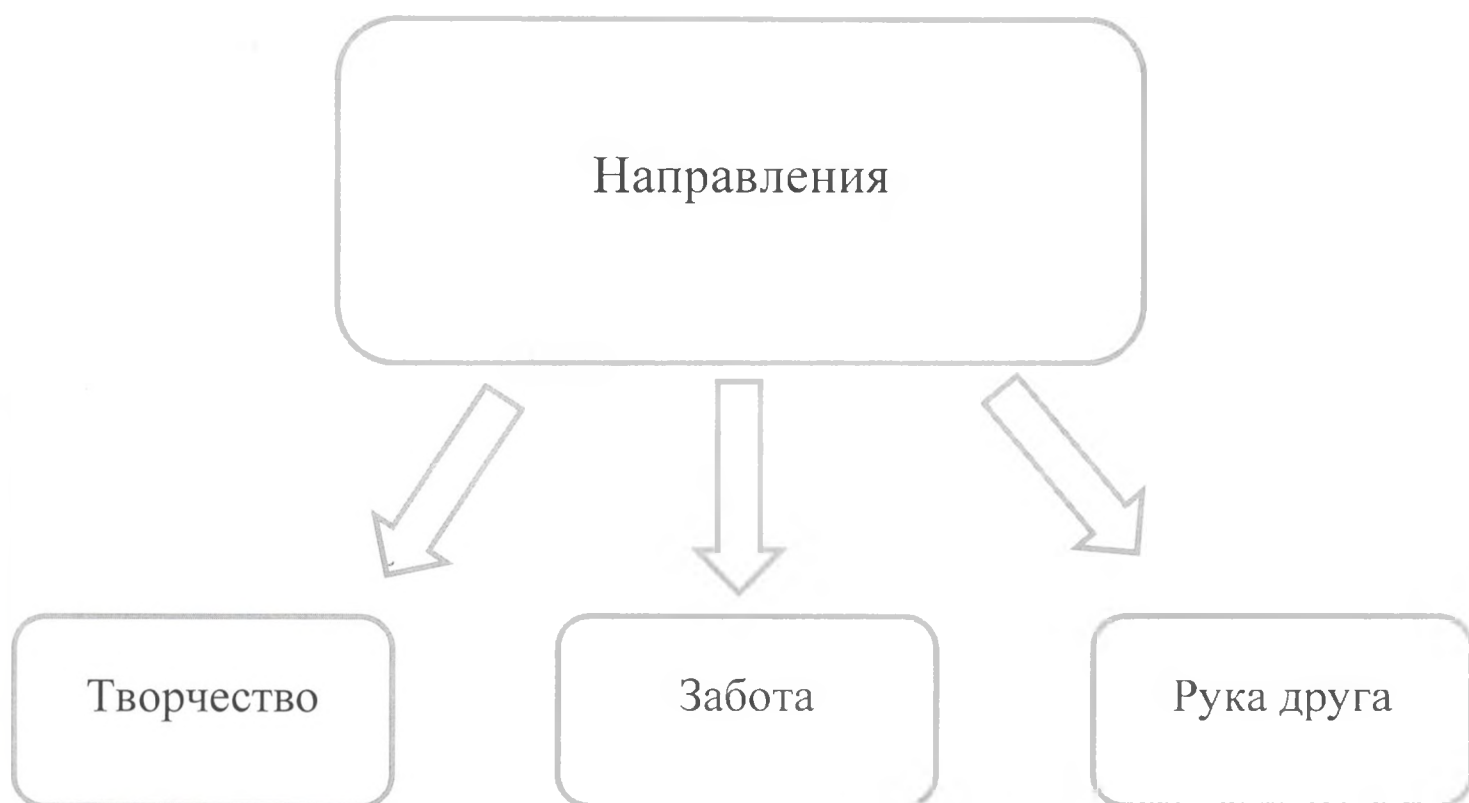 Направления
Творчество
Забота
Рука друга